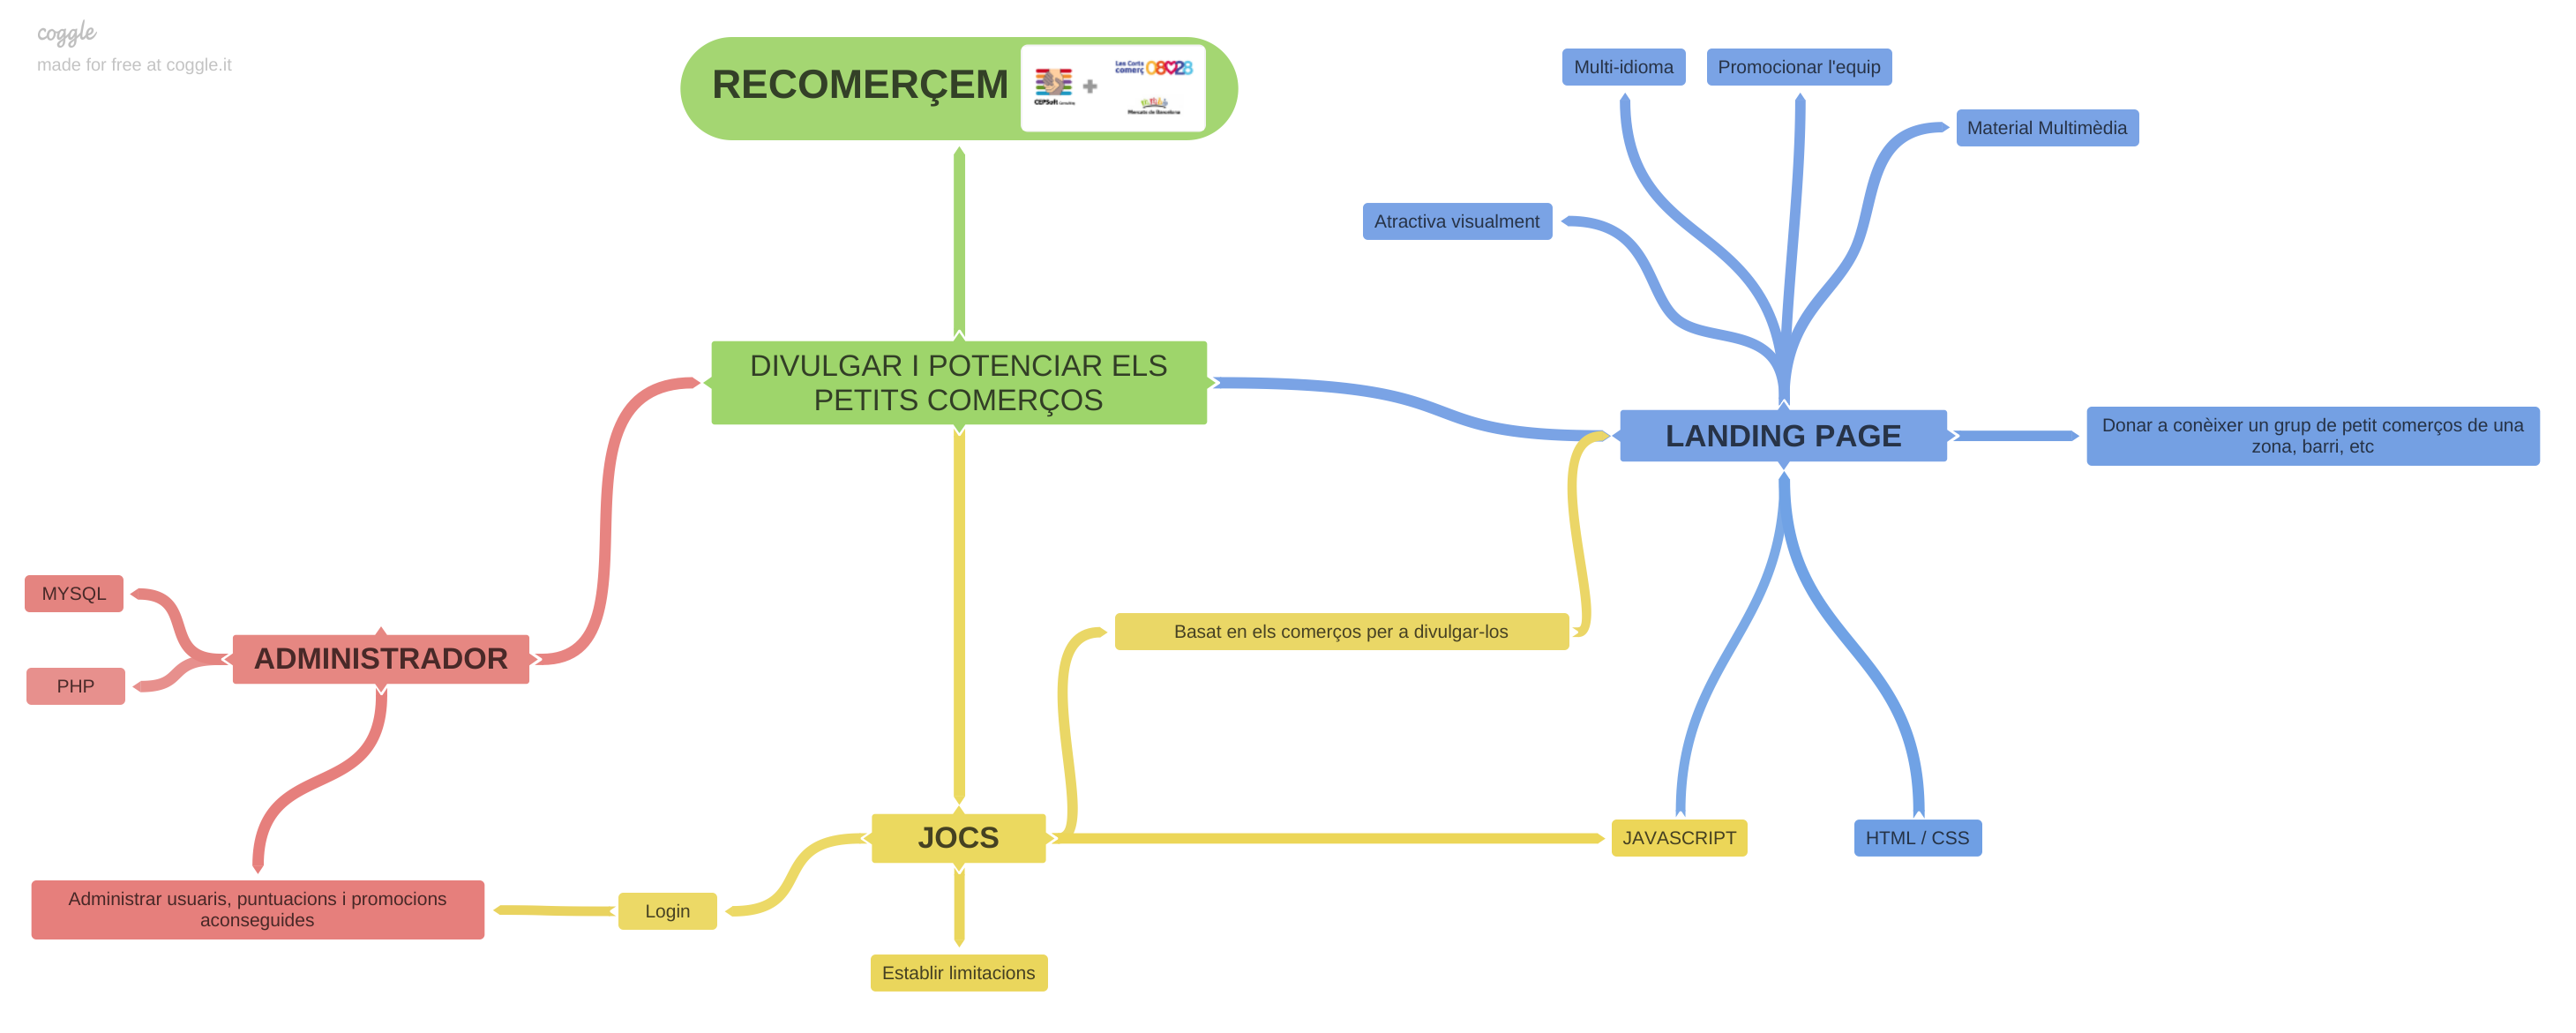 coggle
made for free at coggle.it
RECOMERÇEM
Les Corts
comerç 08028
CEPSoft Consulting
Mercats de Barcelona
Multi-idioma
Promocionar l'equip
Material Multimèdia
Atractiva visualment
DIVULGAR I POTENCIAR ELS
PETITS COMERÇOS
LANDING PAGE
Donar a conèixer un grup de petit comerços de una
zona, barri, etc
MYSQL
ADMINISTRADOR
PHP
Basat en els comerços per a divulgar-los
JOCS
JAVASCRIPT
HTML / CSS
Administrar usuaris, puntuacions i promocions
aconseguides
Login
Establir limitacions